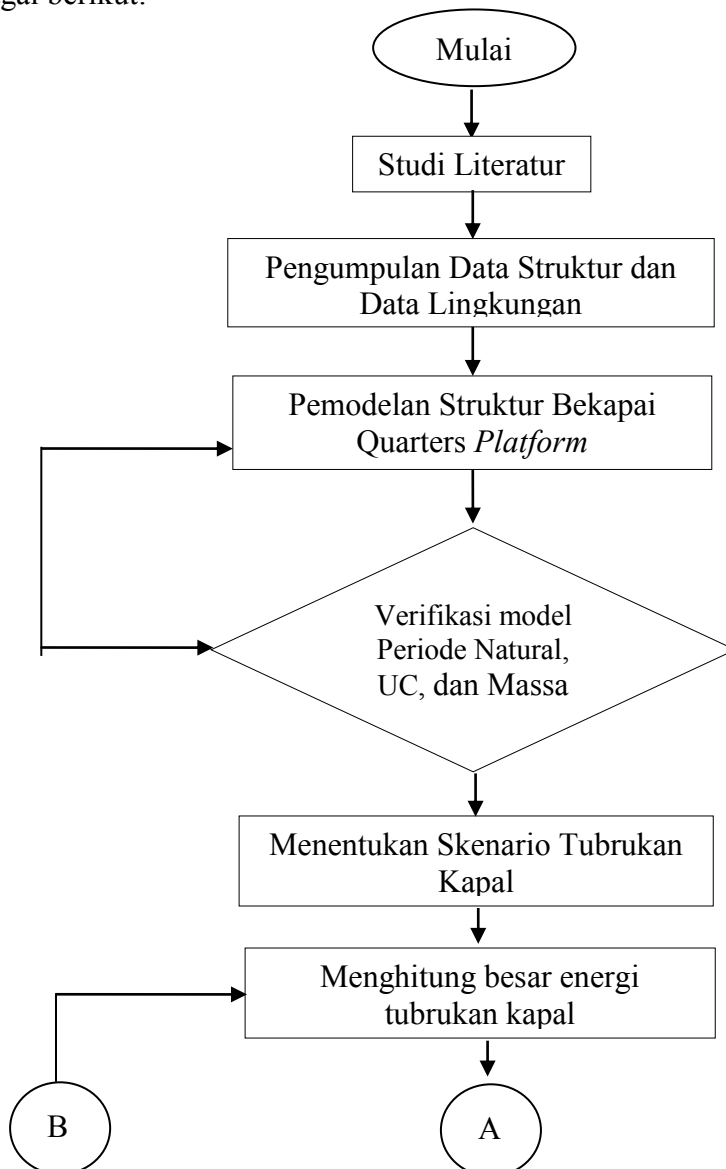 gai berikut:
Mulai
Studi Literatur
Pengumpulan Data Struktur dan
Data Lingkungan
Pemodelan Struktur Bekapai
Quarters Platform
Verifikasi model
Periode Natural,
UC, dan Massa
Menentukan Skenario Tubrukan
Kapal
Menghitung besar energi
tubrukan kapal
B
A